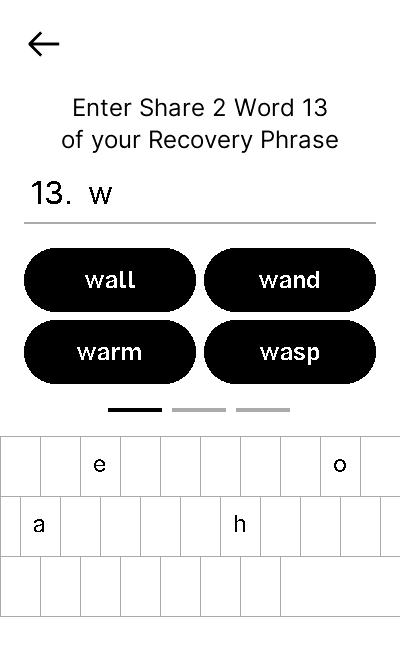 Enter Share 2 Word 13
of your Recovery Phrase
13. w
wall wand
warm wasp
e o
a h